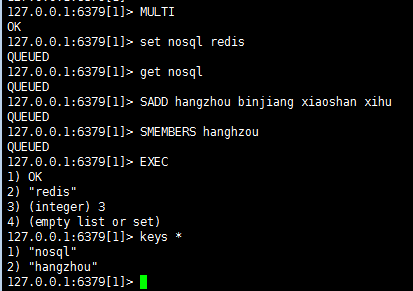 127.0.0.1:6379[1]> MULTI
OK
127.0.0.1:6379[1]> set nosql redis
QUEUED
127.0.0.1:6379[1]> get nosql
QUEUED
127.0.0.1:6379[1]> SADD hangzhou binjiang xiaoshan xihu
QUEUED
127.0.0.1:6379[1]> SMEMBERS hanghzou
QUEUED
127.0.0.1:6379[1]> EXEC
1) OK
2) "redis"
3) (integer) 3
4) (empty list or set)
127.0.0.1:6379[1]> keys *
1) "nosql"
2) "hangzhou"
127.0.0.1:6379[1]>